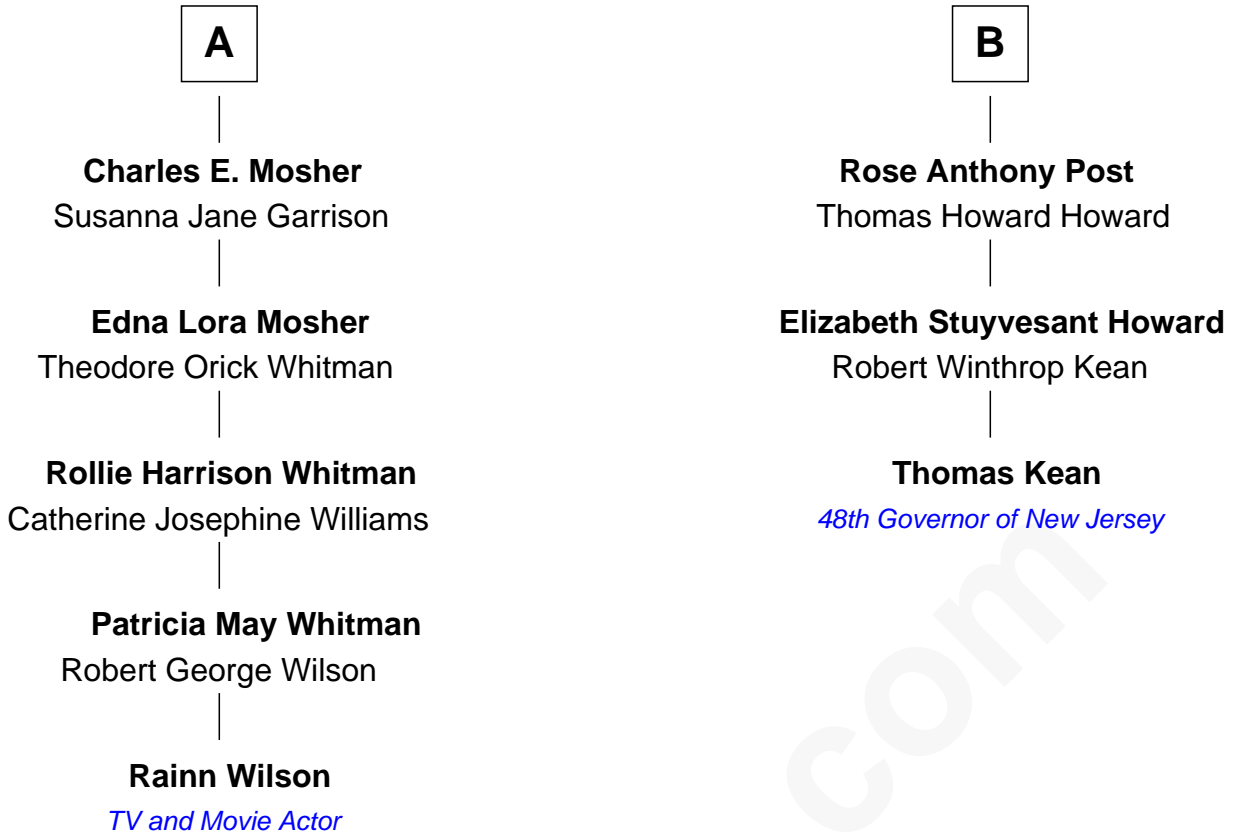 A
Charles E. Mosher
Susanna Jane Garrison
Edna Lora Mosher
Theodore Orick Whitman
Rollie Harrison Whitman
Catherine Josephine Williams
Patricia May Whitman
Robert George Wilson
Rainn Wilson
TV and Movie Actor
B
Rose Anthony Post
Thomas Howard Howard
Elizabeth Stuyvesant Howard
Robert Winthrop Kean
Thomas Kean
48th Governor of New Jersey
com